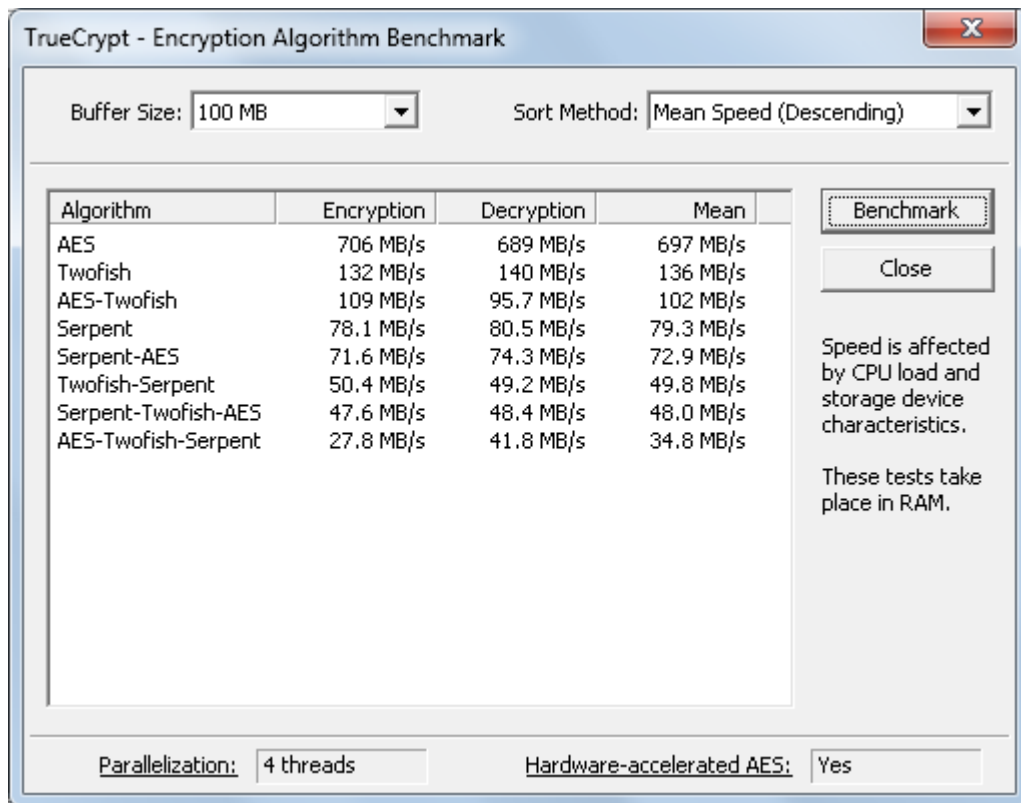 TrueCrypt - Encryption Algorithm Benchmark
Buffer Size: 100 MB Sort Method: Mean Speed (Descending)
Algorithm Encryption Decryption Mean
AES 706 MB/s 689 MB/s 697 MB/s
Twofish 132 MB/s 140 MB/s 136 MB/s
AES-Twofish 109 MB/s 95.7 MB/s 102 MB/s
Serpent 78.1 MB/s 80.5 MB/s 79.3 MB/s
Serpent-AES 71.6 MB/s 74.3 MB/s 72.9 MB/s
Twofish-Serpent 50.4 MB/s 49.2 MB/s 49.8 MB/s
Serpent-Twofish-AES 47.6 MB/s 48.4 MB/s 48.0 MB/s
AES-Twofish-Serpent 27.8 MB/s 41.8 MB/s 34.8 MB/s
Benchmark
Close
Speed is affected
by CPU load and
storage device
characteristics.
These tests take
place in RAM.
Parallelization: 4 threads Hardware-accelerated AES: Yes